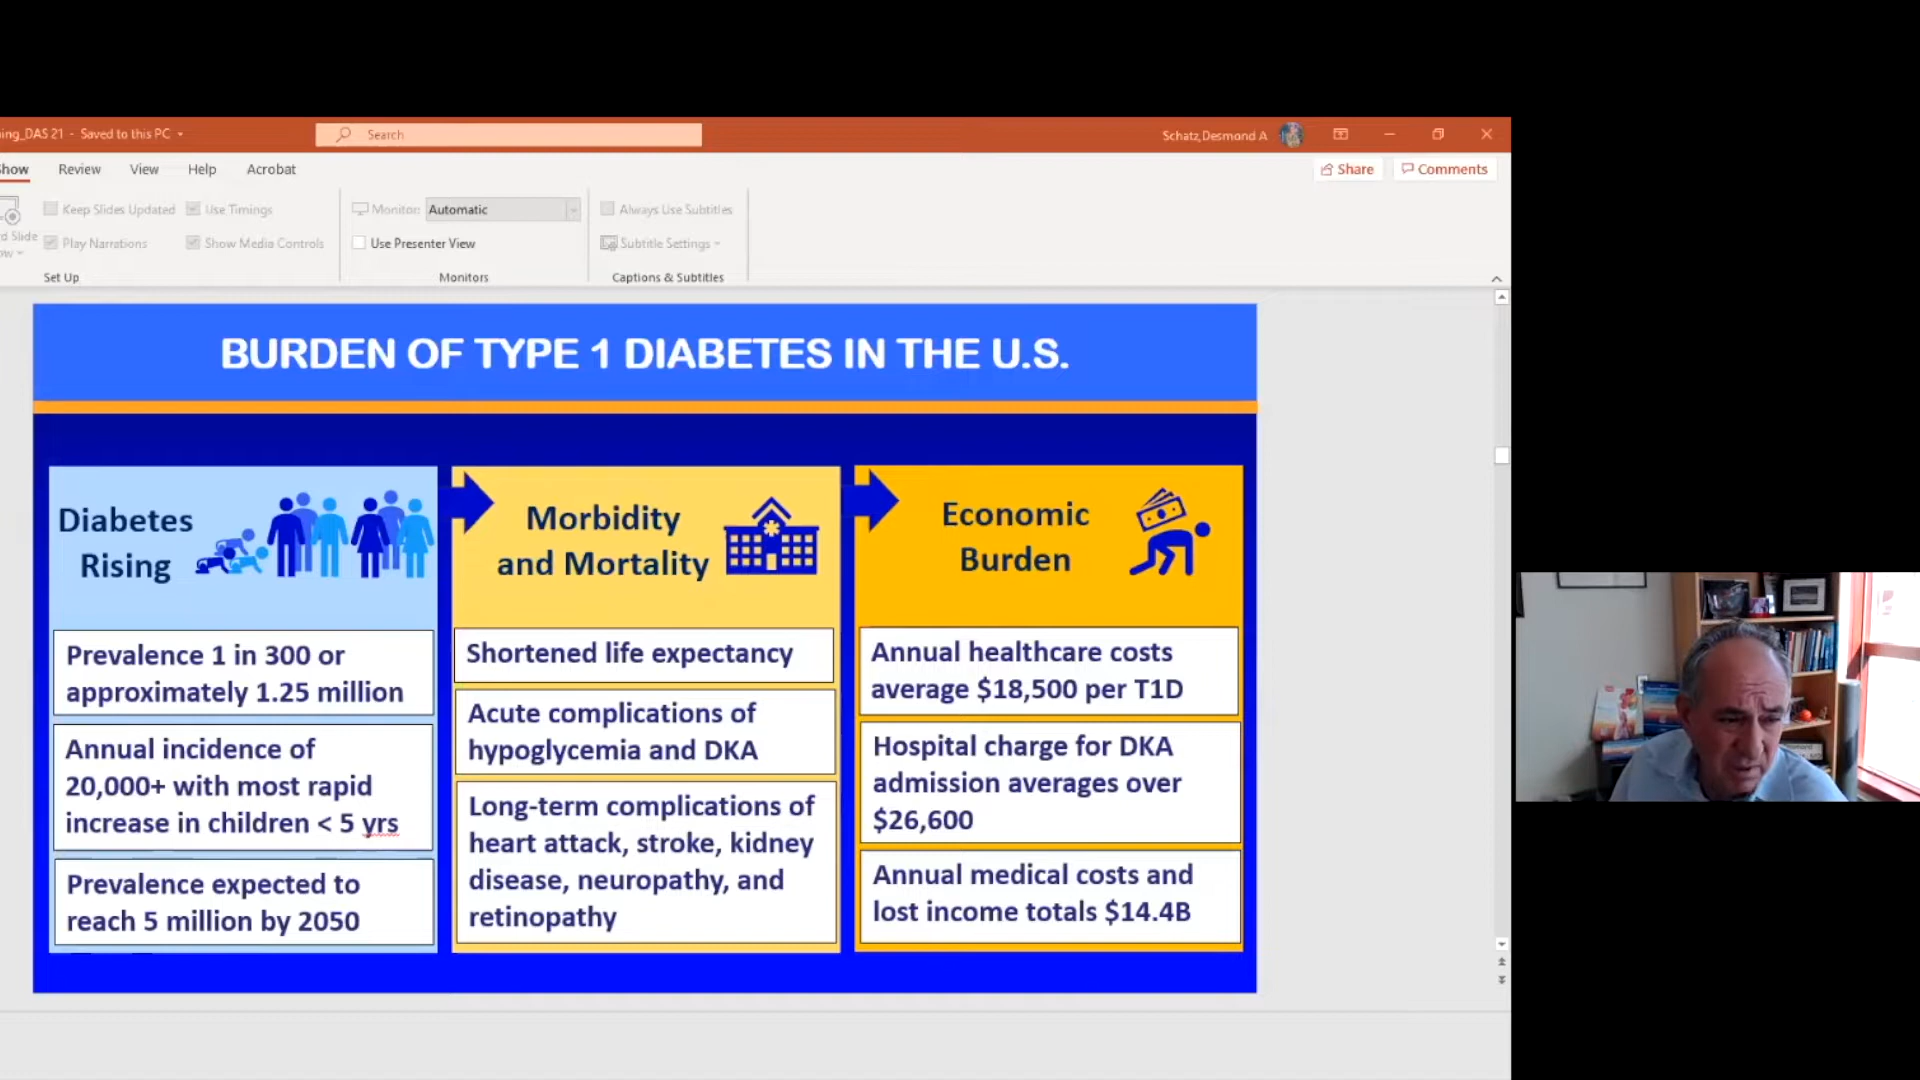 ing_DAS 21 - Saved to this PC
Search
Schatz,Desmond A
Show
Review
View
Help
Acrobat
Share
Comments
Keep Slides Updated
Use Timings
Monitor:
Automatic
Always Use Subtitles
d Slide
ow
Play Narrations
Show Media Controls
Use Presenter View
Subtitle Settings
Set Up
Monitors
Captions & Subtitles
BURDEN OF TYPE 1 DIABETES IN THE U.S.
Diabetes
Rising
Prevalence 1 in 300 or
approximately 1.25 million
Annual incidence of
20,000+ with most rapid
increase in children < 5 yrs
Prevalence expected to
reach 5 million by 2050
Morbidity
and Mortality
Shortened life expectancy
Acute complications of
hypoglycemia and DKA
Long-term complications of
heart attack, stroke, kidney
disease, neuropathy, and
retinopathy
Economic
Burden
Annual healthcare costs
average $18,500 per T1D
Hospital charge for DKA
admission averages over
$26,600
Annual medical costs and
lost income totals $14.4B